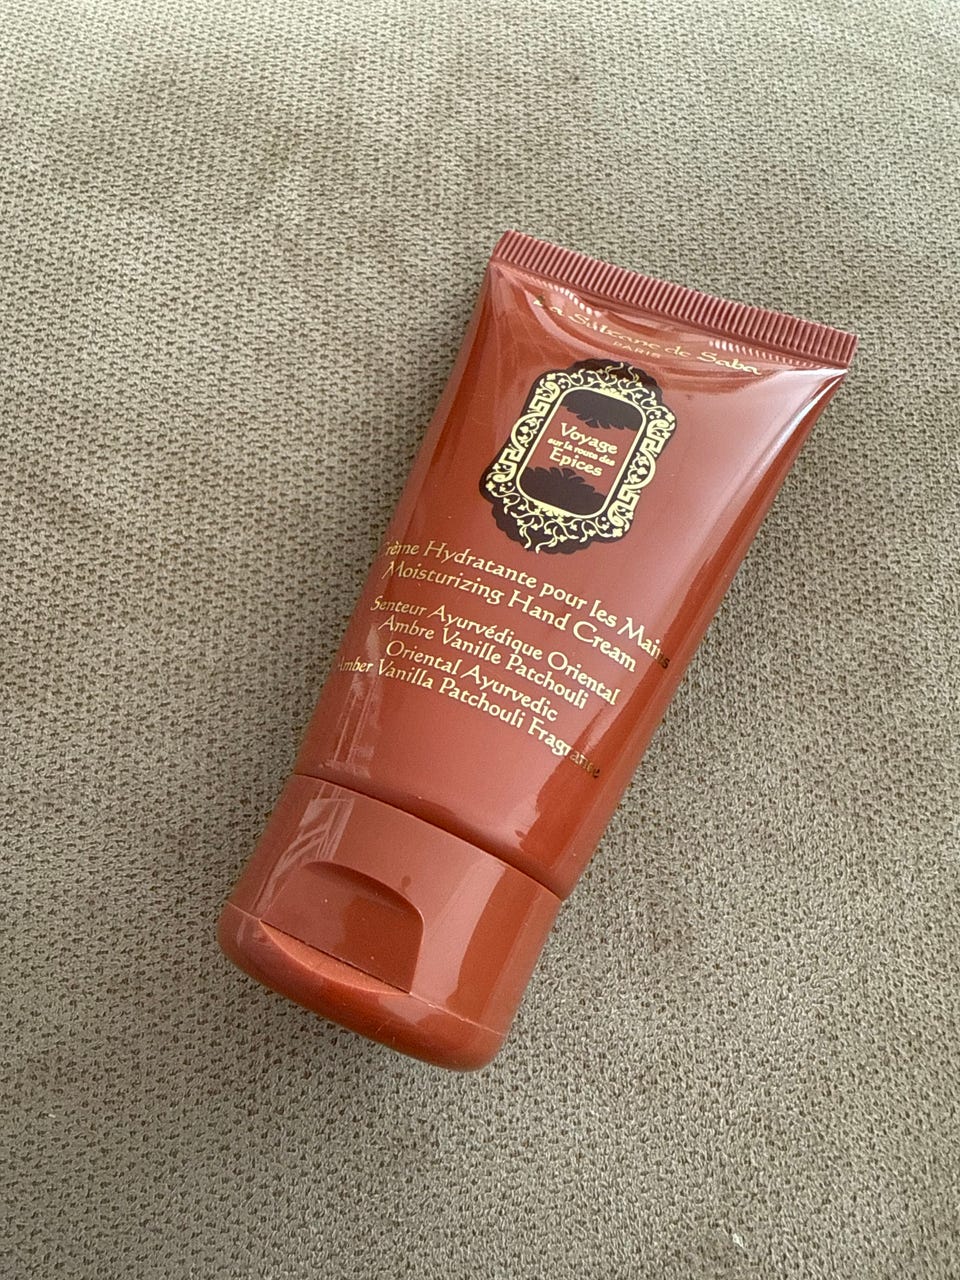 La Sultane de Saba
PARIS
Voyage
sur la route des
Epices
Crème Hydratante pour les Mains
Moisturizing Hand Cream
Senteur Ayurvédique Oriental
Ambre Vanille Patchouli
Oriental Ayurvedic
Amber Vanilla Patchouli Fragrance